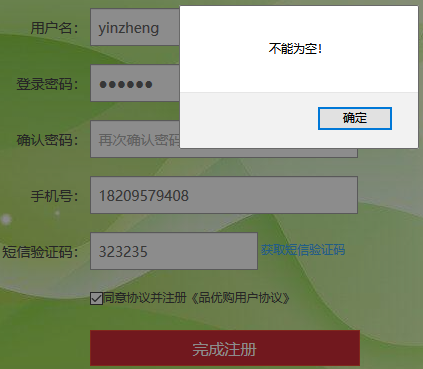 用户名： yinzheng
不能为空！
登录密码： ●●●●●●
确定
确认密码： 再次确认密码
手机号： 18209579408
短信验证码： 323235 获取短信验证码
同意协议并注册《品优购用户协议》
完成注册